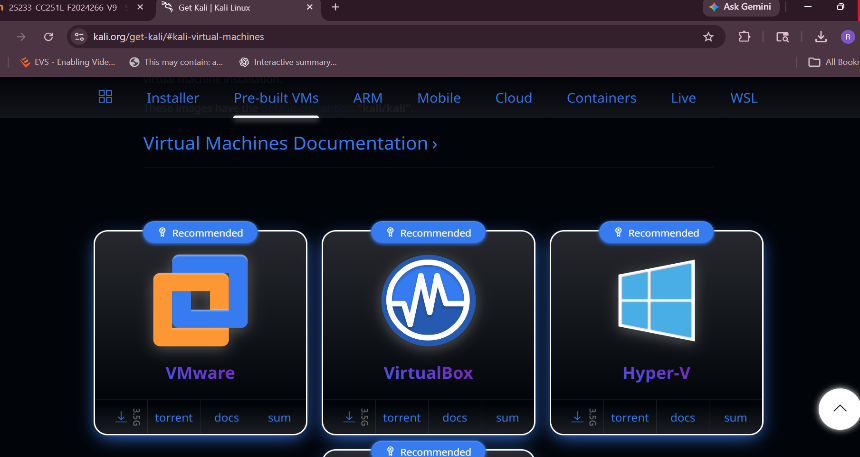 25233 CC251L F2024266 V9
Get Kali | Kali Linux
Ask Gemini
kali.org/get-kali/#kali-virtual-machines
R
EVS - Enabling Vide...
This may contain: a...
Interactive summary...
All Bookr
Installer
Pre-built VMs
ARM
Mobile
Cloud
Containers
Live
WSL
Virtual Machines Documentation ›
Recommended
VMware
3.5G
torrent
docs
sum
Recommended
VirtualBox
3.5G
torrent
docs
sum
Recommended
Hyper-V
3.5G
torrent
docs
sum
Recommended